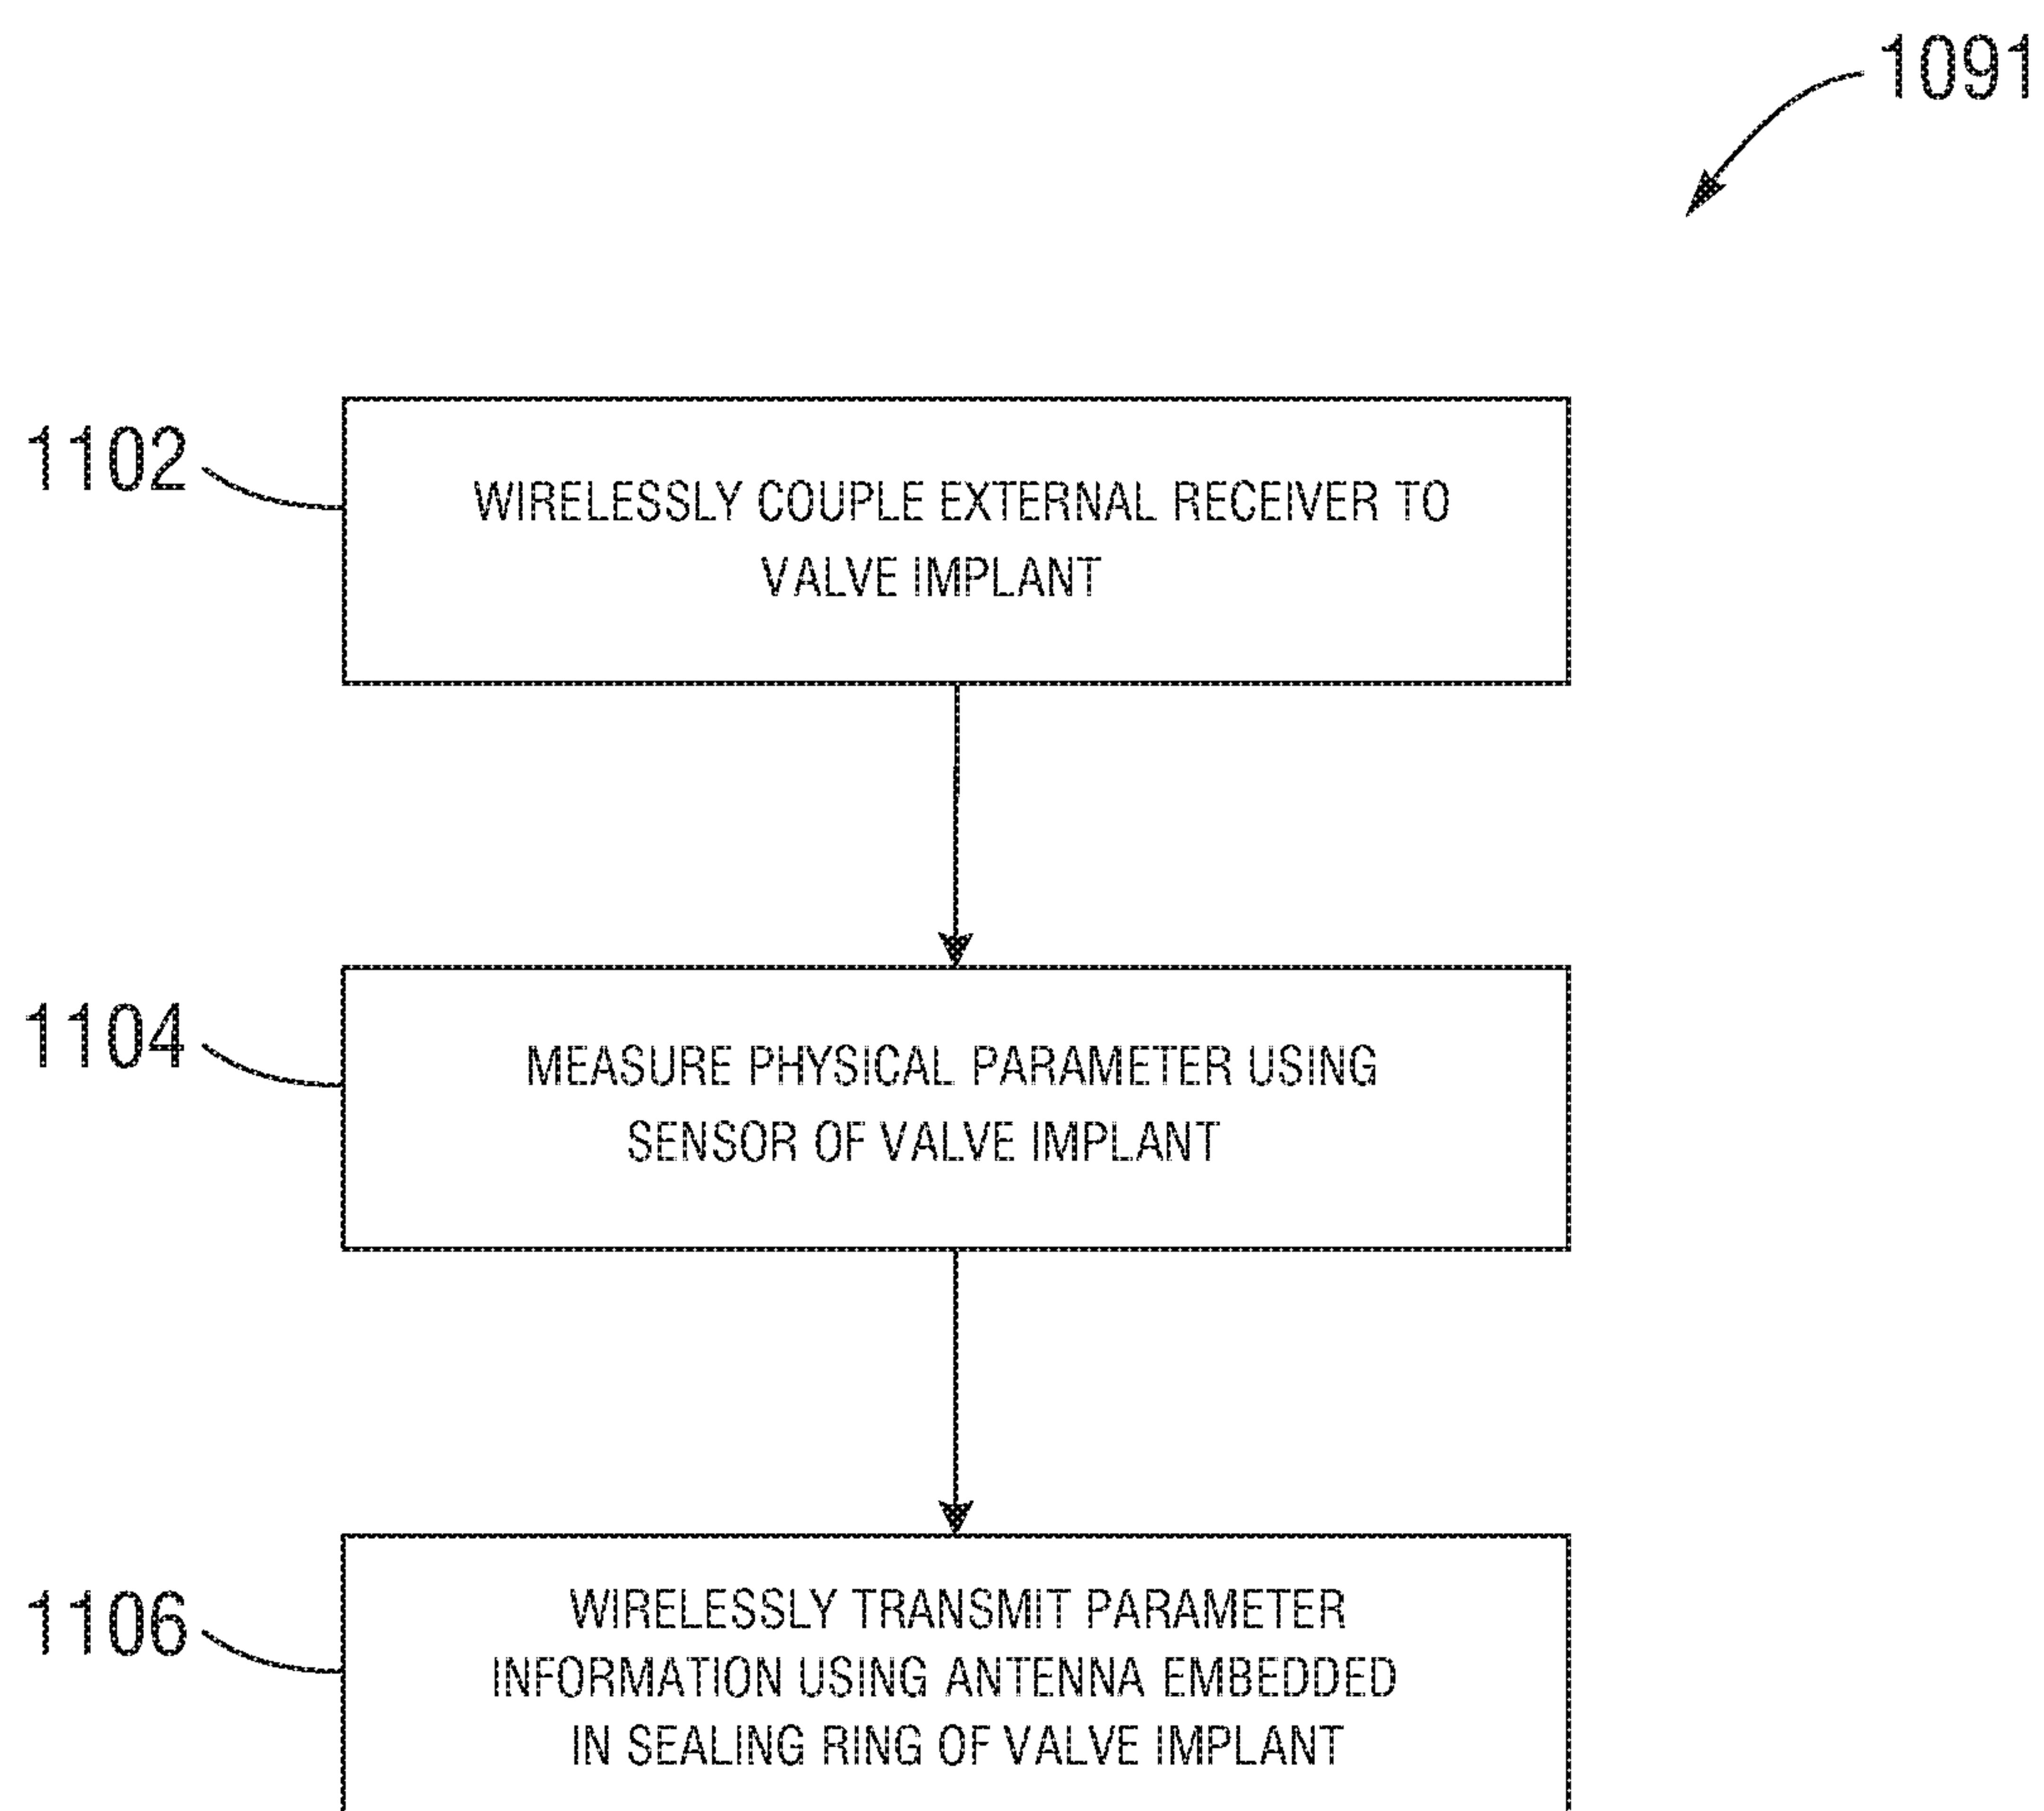 1091
1102
WIRELESSLY COUPLE EXTERNAL RECEIVER TO
VALVE IMPLANT
1104
MEASURE PHYSICAL PARAMETER USING
SENSOR OF VALVE IMPLANT
1106
WIRELESSLY TRANSMIT PARAMETER
INFORMATION USING ANTENNA EMBEDDED
IN SEALING RING OF VALVE IMPLANT